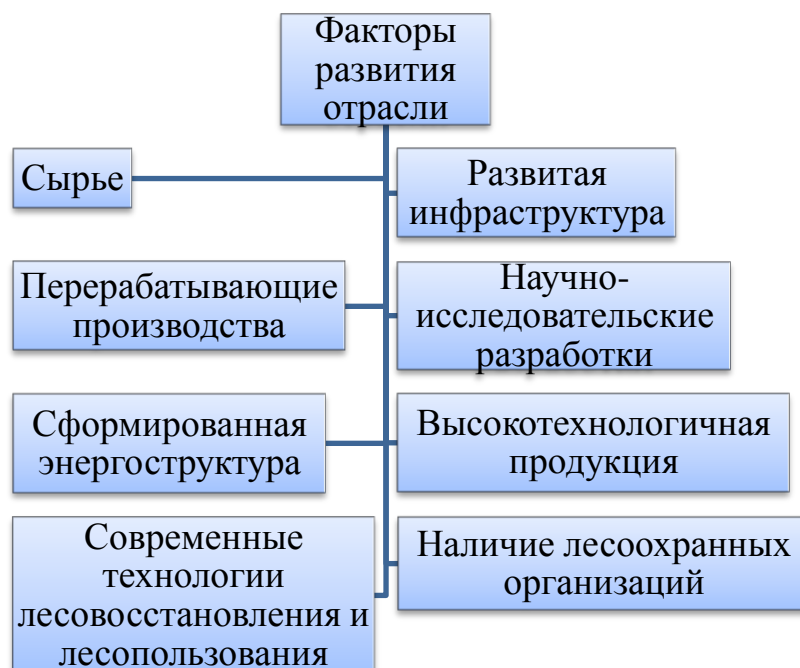 Факторы
развития
отрасли
Сырье
Развитая
инфраструктура
Перерабатывающие
производства
Научно-
исследовательские
разработки
Сформированная
энергоструктура
Высокотехнологичная
продукция
Современные
технологии
лесовосстановления и
лесопользования
Наличие лесоохранных
организаций